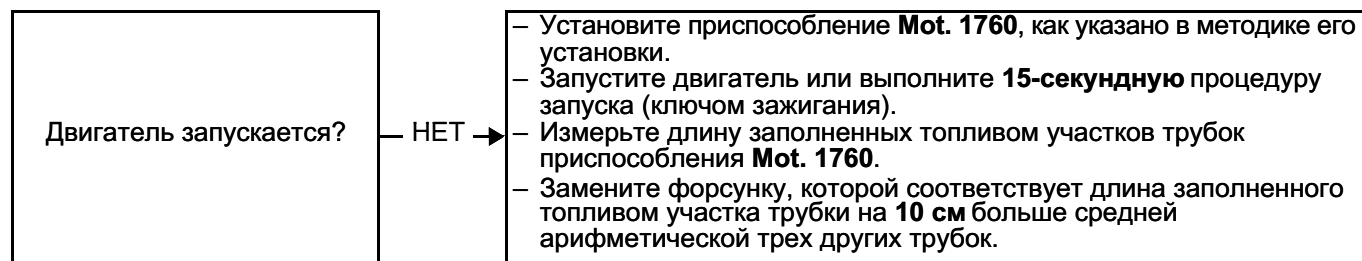 Двигатель запускается?
НЕТ
– Установите приспособление Mot. 1760, как указано в методике его
установки.
– Запустите двигатель или выполните 15-секундную процедуру
запуска (ключом зажигания).
– Измерьте длину заполненных топливом участков трубок
приспособления Mot. 1760.
– Замените форсунку, которой соответствует длина заполненного
топливом участка трубки на 10 см больше средней
арифметической трех других трубок.